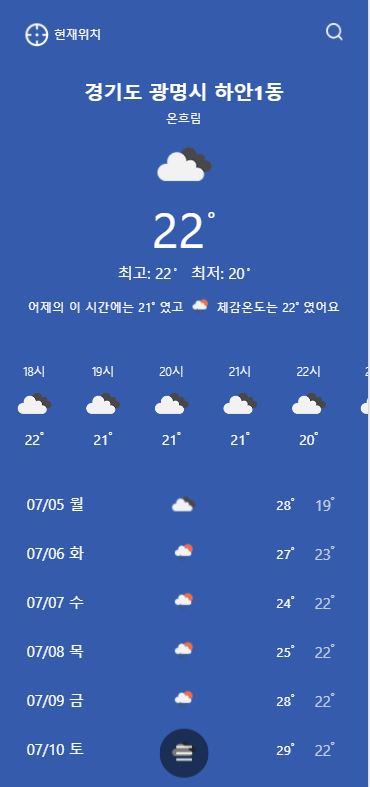 현재위치
경기도 광명시 하안1동
온흐림
22°
최고: 22° 최저: 20°
어제의 이 시간에는 21° 였고 체감온도는 22° 였어요
18시 19시 20시 21시 22시
22° 21° 21° 21° 20°
07/05 월 28° 19°
07/06 화 27° 23°
07/07 수 24° 22°
07/08 목 25° 22°
07/09 금 28° 22°
07/10 토 29° 22°